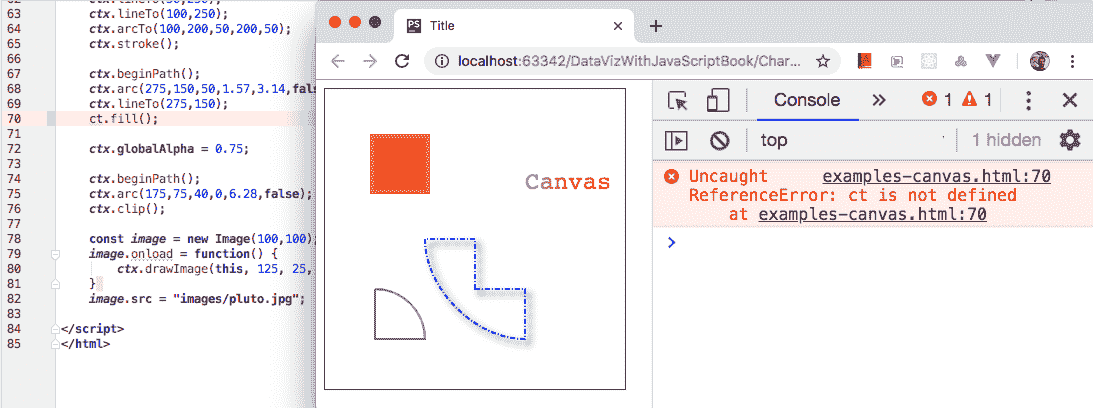 63 ctx.lineTo(100,250);
64 ctx.arcTo(100,200,50,200,50);
65 ctx.stroke();
66
67 ctx.beginPath();
68 ctx.arc(275,150,50,1.57,3.14,fals
69 ctx.lineTo(275,150);
70 ct.fill();
71
72 ctx.globalAlpha = 0.75;
73
74 ctx.beginPath();
75 ctx.arc(175,75,40,0,6.28,false);
76 ctx.clip();
77
78 const image = new Image(100,100);
79 image.onload = function() {
80 ctx.drawImage(this, 125, 25,
81 }
82 image.src = "images/pluto.jpg";
83
84 </script>
85 </html>
PS Title
localhost:63342/DataVizWithJavaScriptBook/Char...
Canvas
Console 1 1
top 1 hidden
Uncaught examples-canvas.html:70
ReferenceError: ct is not defined
at examples-canvas.html:70